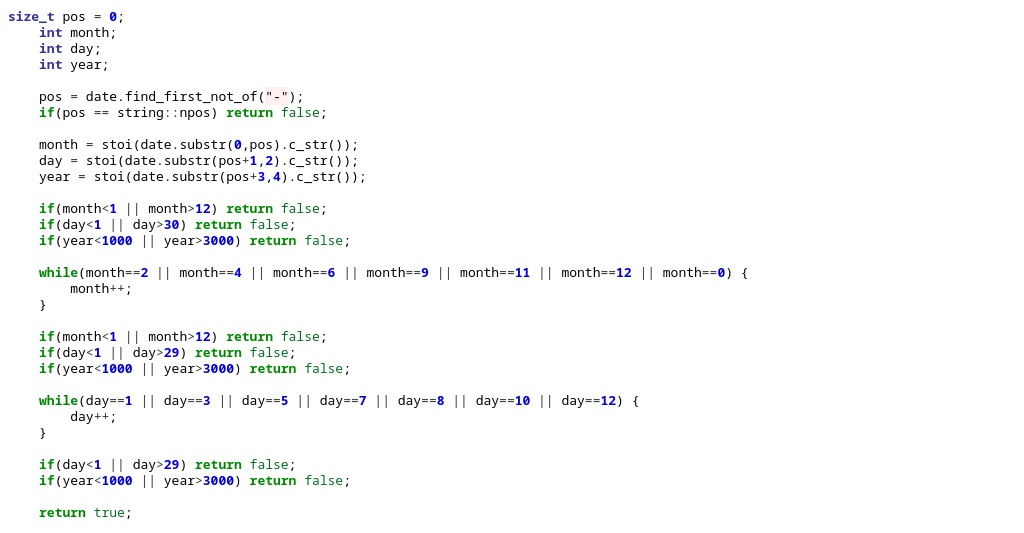 size_t pos = 0;
    int month;
    int day;
    int year;

    pos = date.find_first_not_of("-");
    if(pos == string::npos) return false;

    month = stoi(date.substr(0,pos).c_str());
    day = stoi(date.substr(pos+1,2).c_str());
    year = stoi(date.substr(pos+3,4).c_str());

    if(month<1 || month>12) return false;
    if(day<1 || day>30) return false;
    if(year<1000 || year>3000) return false;

    while(month==2 || month==4 || month==6 || month==9 || month==11 || month==12 || month==0) {
        month++;
    }

    if(month<1 || month>12) return false;
    if(day<1 || day>29) return false;
    if(year<1000 || year>3000) return false;

    while(day==1 || day==3 || day==5 || day==7 || day==8 || day==10 || day==12) {
        day++;
    }

    if(day<1 || day>29) return false;
    if(year<1000 || year>3000) return false;

    return true;